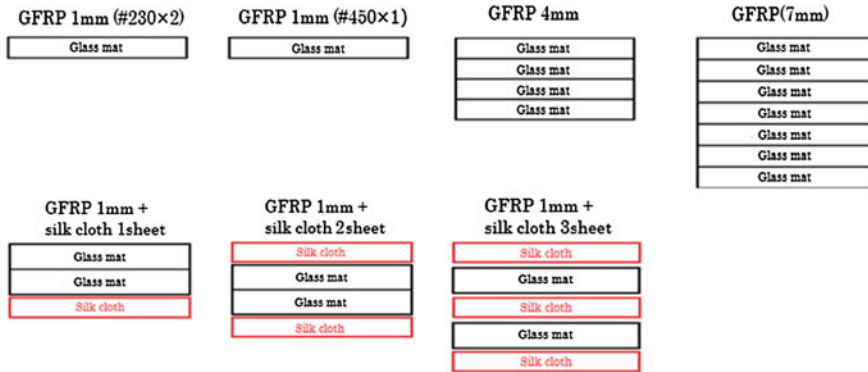 GFRP 1mm (#230×2)
Glass mat
GFRP 1mm (#450×1)
Glass mat
GFRP 4mm
Glass mat
Glass mat
Glass mat
Glass mat
GFRP(7mm)
Glass mat
Glass mat
Glass mat
Glass mat
Glass mat
Glass mat
Glass mat
GFRP 1mm +
silk cloth 1sheet
Glass mat
Glass mat
Silk cloth
GFRP 1mm +
silk cloth 2sheet
Silk cloth
Glass mat
Glass mat
Silk cloth
GFRP 1mm +
silk cloth 3sheet
Silk cloth
Glass mat
Silk cloth
Glass mat
Silk cloth